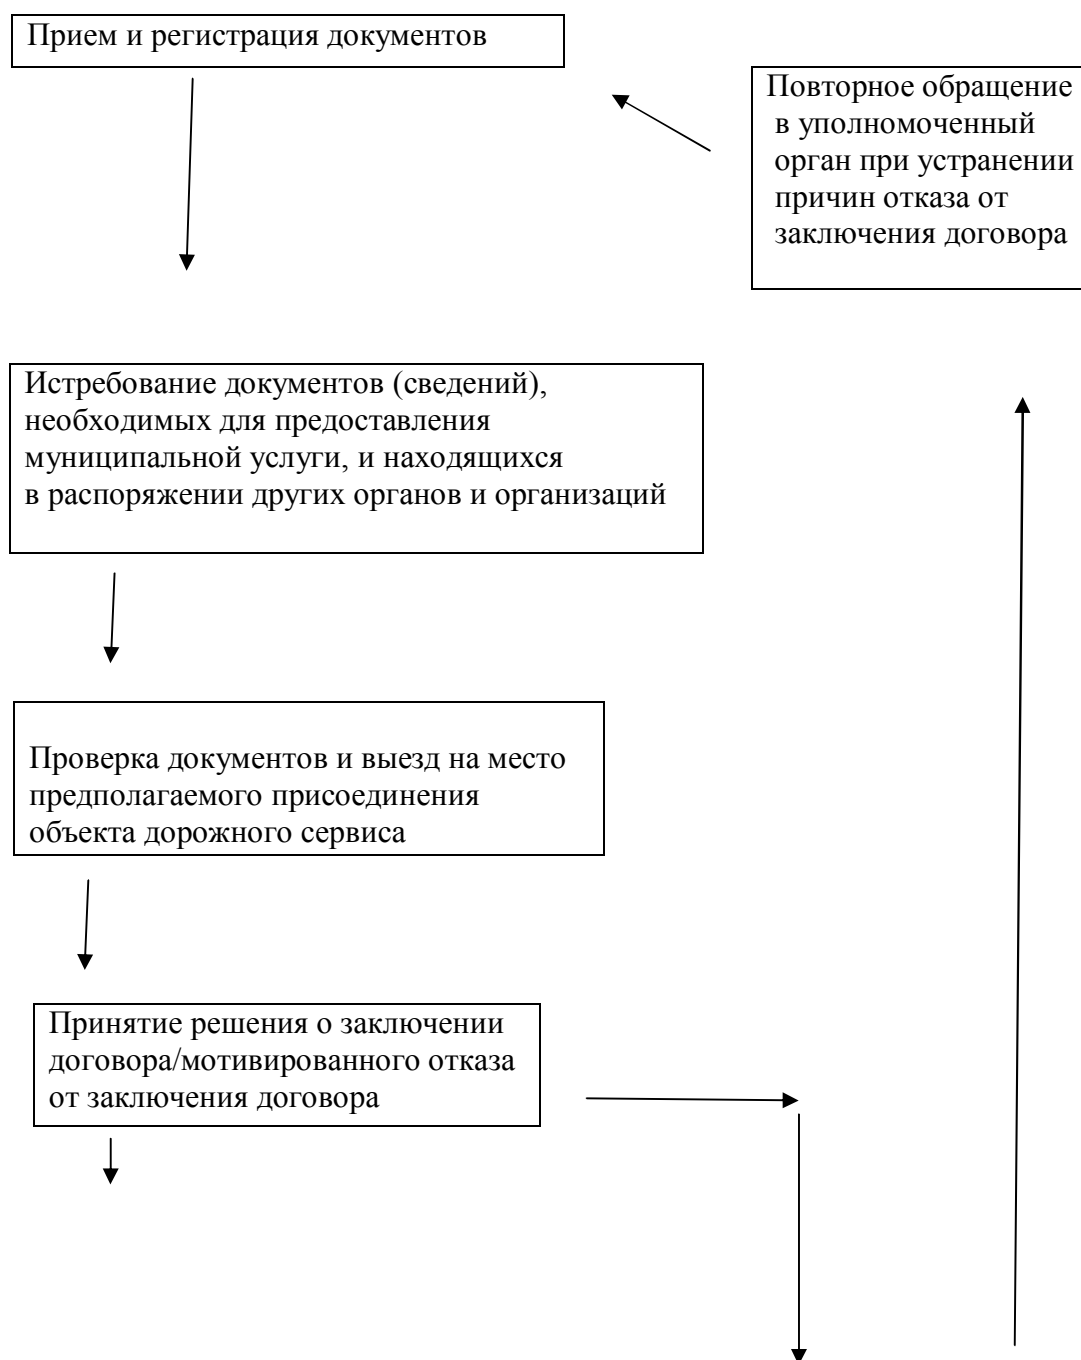 Прием и регистрация документов
Повторное обращение
в уполномоченный
орган при устранении
причин отказа от
заключения договора
Истребование документов (сведений),
необходимых для предоставления
муниципальной услуги, и находящихся
в распоряжении других органов и организаций
Проверка документов и выезд на место
предполагаемого присоединения
объекта дорожного сервиса
Принятие решения о заключении
договора/мотивированного отказа
от заключения договора